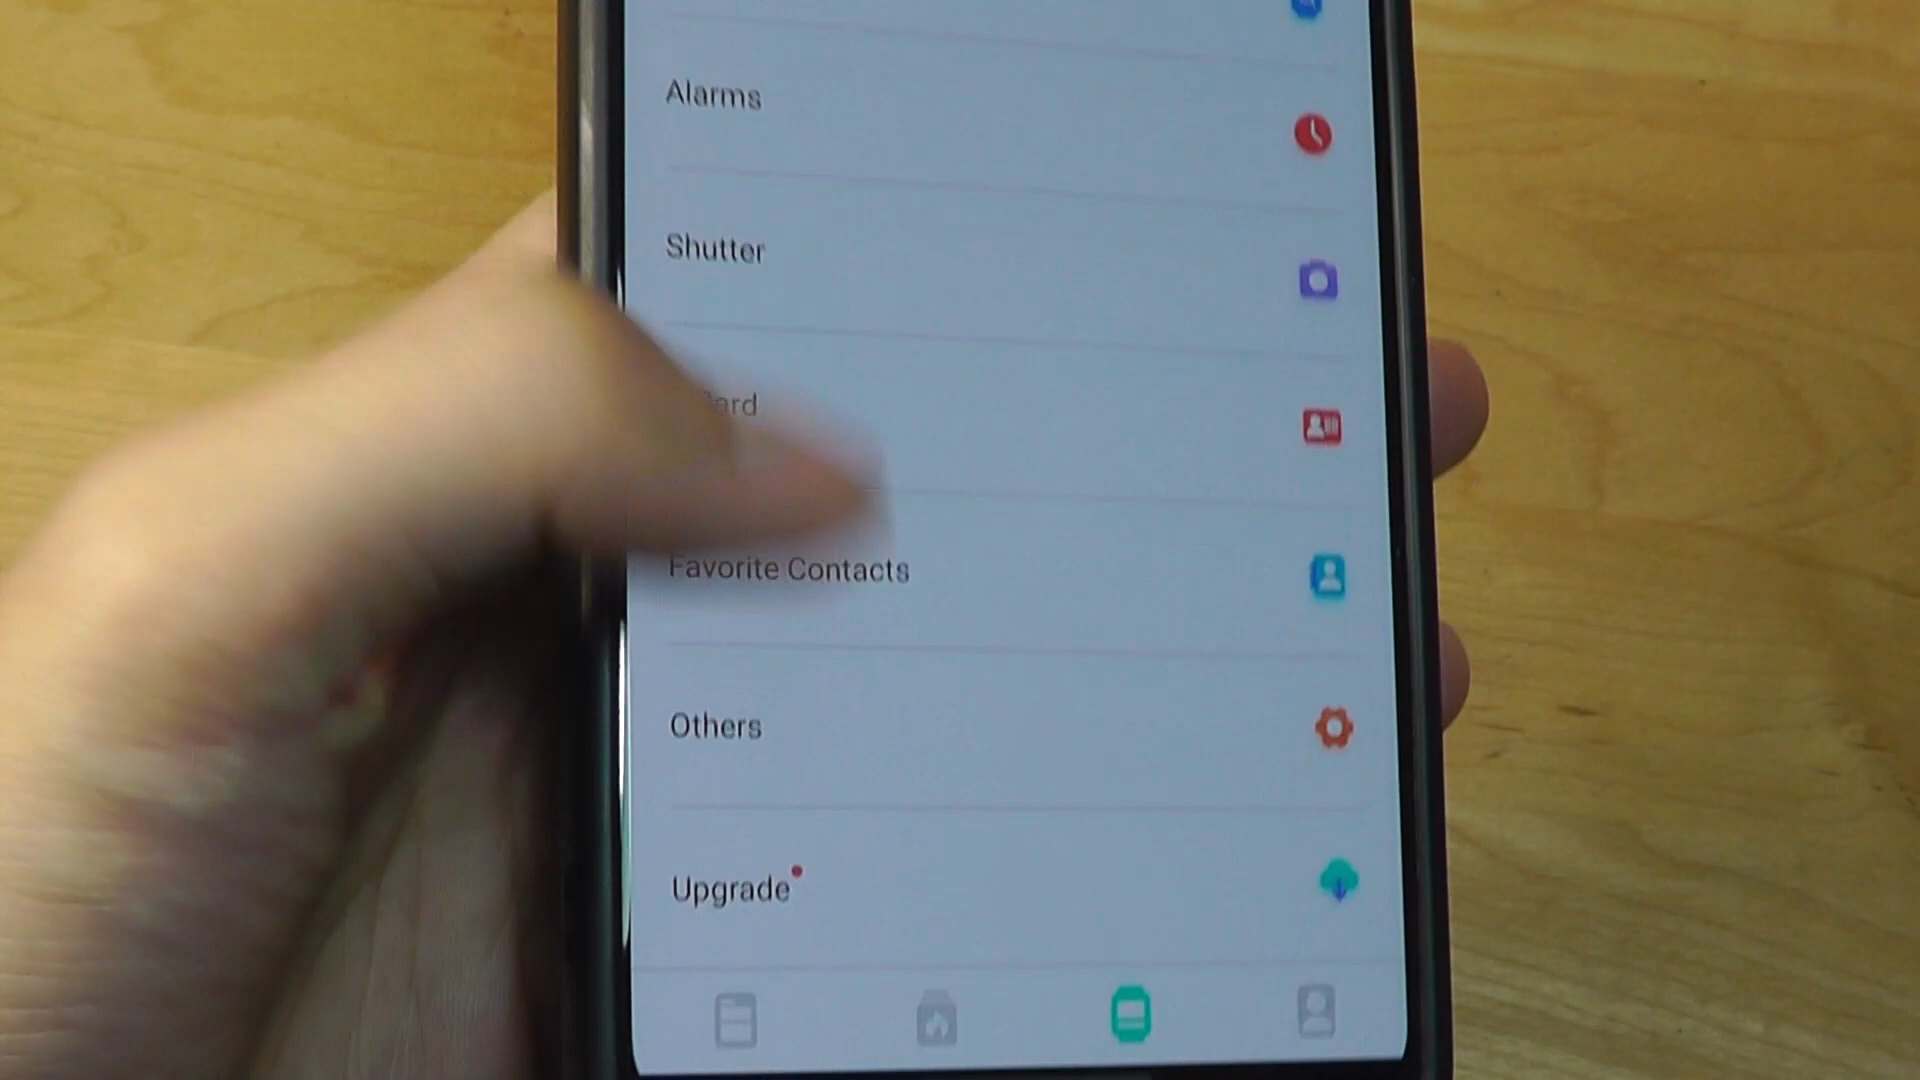 Alarms
Shutter
Favorite Contacts
Others
Upgrade